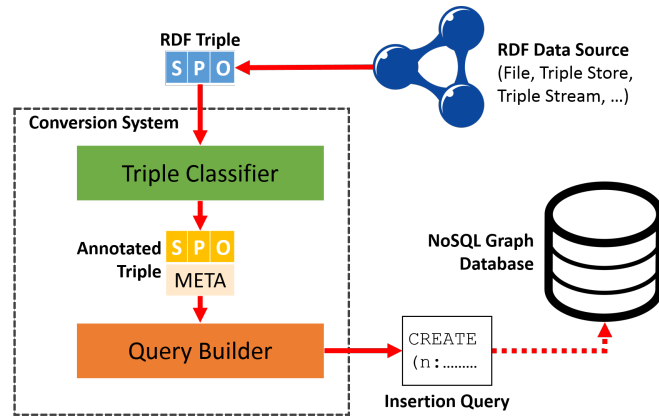 RDF Triple
S P O
RDF Data Source
(File, Triple Store,
Triple Stream, …)
Conversion System
Triple Classifier
Annotated
Triple
S P O
META
Query Builder
CREATE
(n:………
Insertion Query
NoSQL Graph
Database